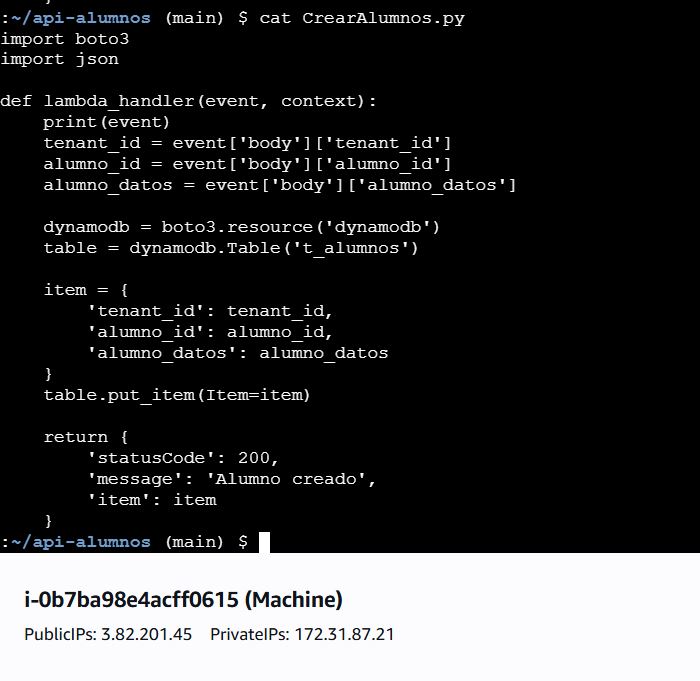 :~/api-alumnos (main) $ cat CrearAlumnos.py
import boto3
import json

def lambda_handler(event, context):
    print(event)
    tenant_id = event['body']['tenant_id']
    alumno_id = event['body']['alumno_id']
    alumno_datos = event['body']['alumno_datos']

    dynamodb = boto3.resource('dynamodb')
    table = dynamodb.Table('t_alumnos')

    item = {
        'tenant_id': tenant_id,
        'alumno_id': alumno_id,
        'alumno_datos': alumno_datos
    }
    table.put_item(Item=item)

    return {
        'statusCode': 200,
        'message': 'Alumno creado',
        'item': item
    }
:~/api-alumnos (main) $
i-0b7ba98e4acff0615 (Machine)
PublicIPs: 3.82.201.45    PrivateIPs: 172.31.87.21